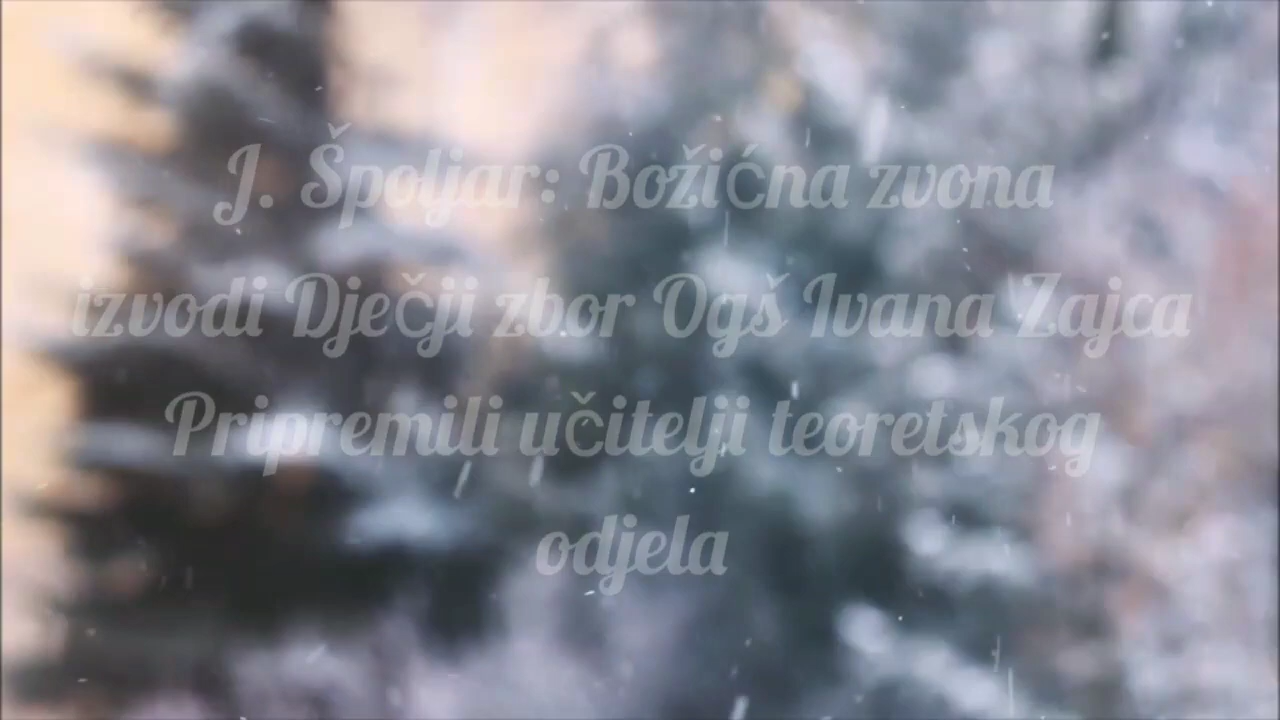 J. Špoljar: Božićna zvona
izvodi Dječji zbor Ogš Ivana Zajca
Pripremili učitelji teoretskog
odjela